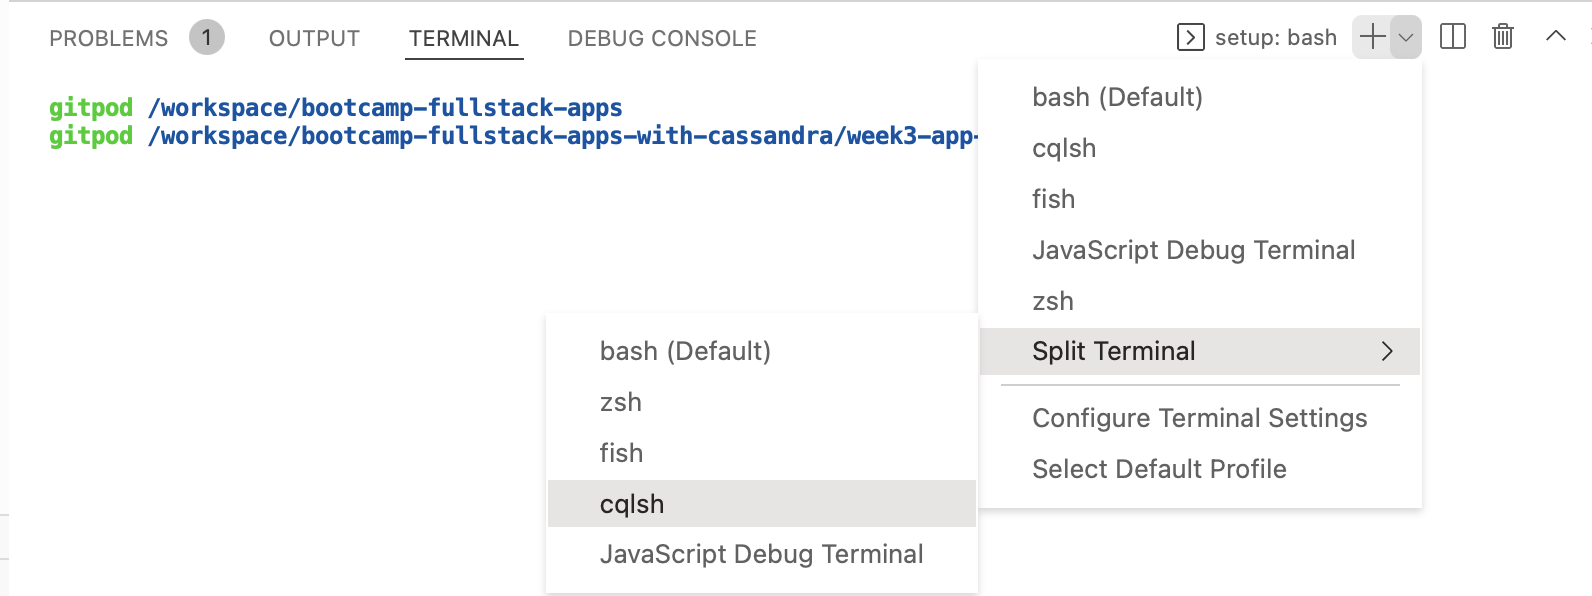 PROBLEMS 1 OUTPUT TERMINAL DEBUG CONSOLE setup: bash
gitpod /workspace/bootcamp-fullstack-apps
gitpod /workspace/bootcamp-fullstack-apps-with-cassandra/week3-app-
bash (Default)
cqlsh
fish
JavaScript Debug Terminal
zsh
Split Terminal
Configure Terminal Settings
Select Default Profile
bash (Default)
zsh
fish
cqlsh
JavaScript Debug Terminal